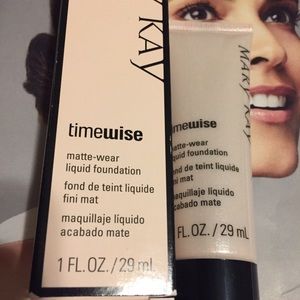 KAY
timewise
matte-wear
liquid foundation
fond de teint liquide
fini mat
maquillaje líquido
acabado mate
1 FL.OZ./29 mL
MARY KAY
timewise
matte-wear
liquid foundation
fond de teint liquide
fini mat
maquillaje líquido
acabado mate
FL.OZ./29 mL